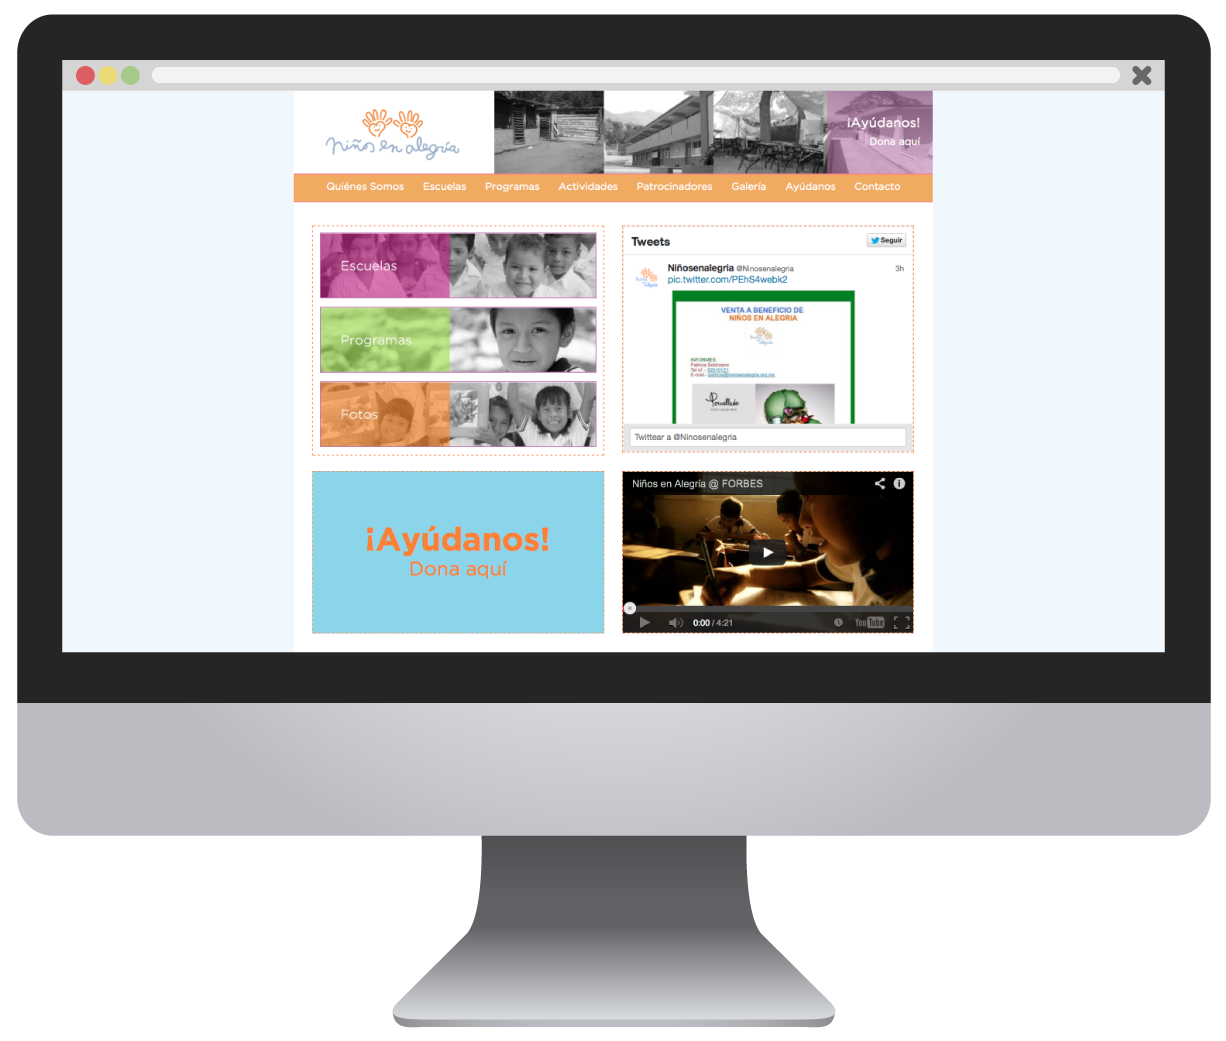 niños en alegría
¡Ayúdanos!
Dona aquí
Quiénes Somos Escuelas Programas Actividades Patrocinadores Galería Ayúdanos Contacto
Escuelas
Programas
Fotos
Tweets
Seguir
Niñosenalegria @Ninosenalegria 3h
pic.twitter.com/PEhS4webk2
VENTA A BENEFICIO DE
NIÑOS EN ALEGRIA
INFORMES:
Twittear a @Ninosenalegria
¡Ayúdanos!
Dona aquí
Niños en Alegría @ FORBES
0:00 / 4:21
YouTube